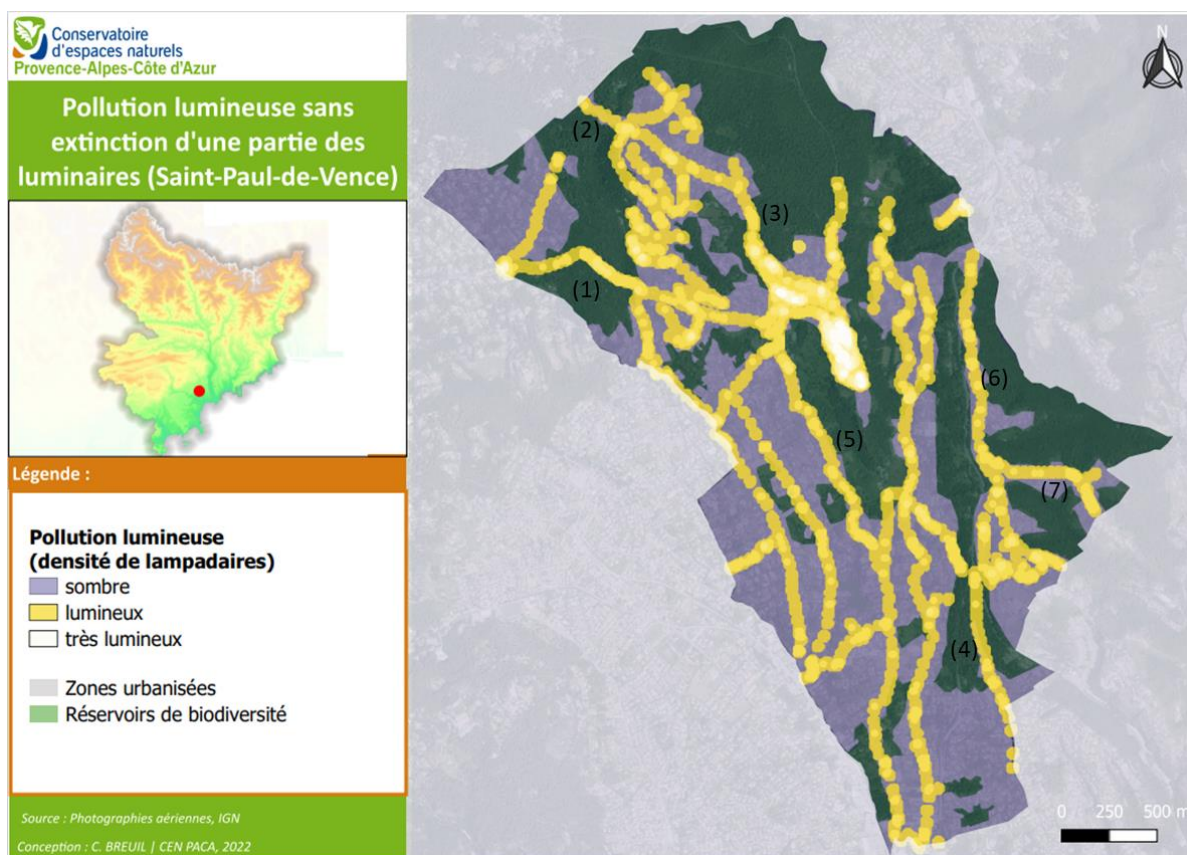 Conservatoire
d'espaces naturels
Provence-Alpes-Côte d'Azur
Pollution lumineuse sans
extinction d'une partie des
luminaires (Saint-Paul-de-Vence)
Légende :
Pollution lumineuse
(densité de lampadaires)
sombre
lumineux
très lumineux
Zones urbanisées
Réservoirs de biodiversité
Source : Photographies aériennes, IGN
Conception : C. BREUIL | CEN PACA, 2022
N
(2)
(3)
(1)
(6)
(5)
(7)
(4)
0 250 500 m